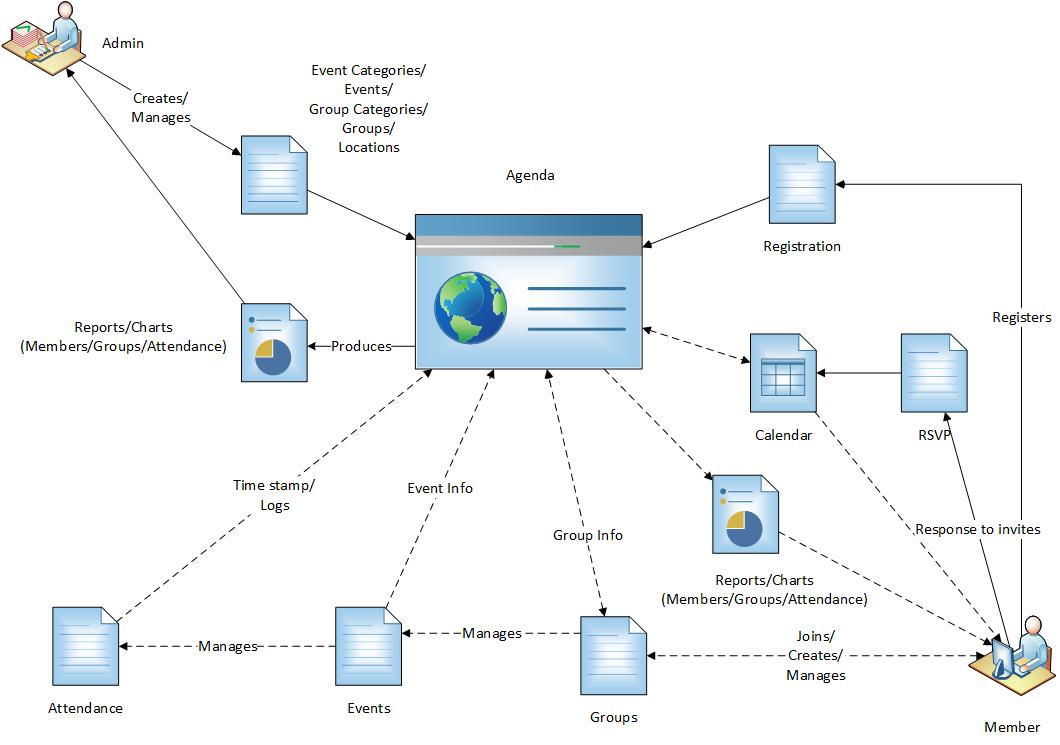 Admin
Event Categories/
Events/
Group Categories/
Groups/
Locations
Creates/
Manages
Agenda
Registration
Registers
Reports/Charts
(Members/Groups/Attendance)
Produces
Calendar
RSVP
Time stamp/
Logs
Event Info
Group Info
Response to invites
Reports/Charts
(Members/Groups/Attendance)
Manages
Manages
Joins/
Creates/
Manages
Attendance
Events
Groups
Member